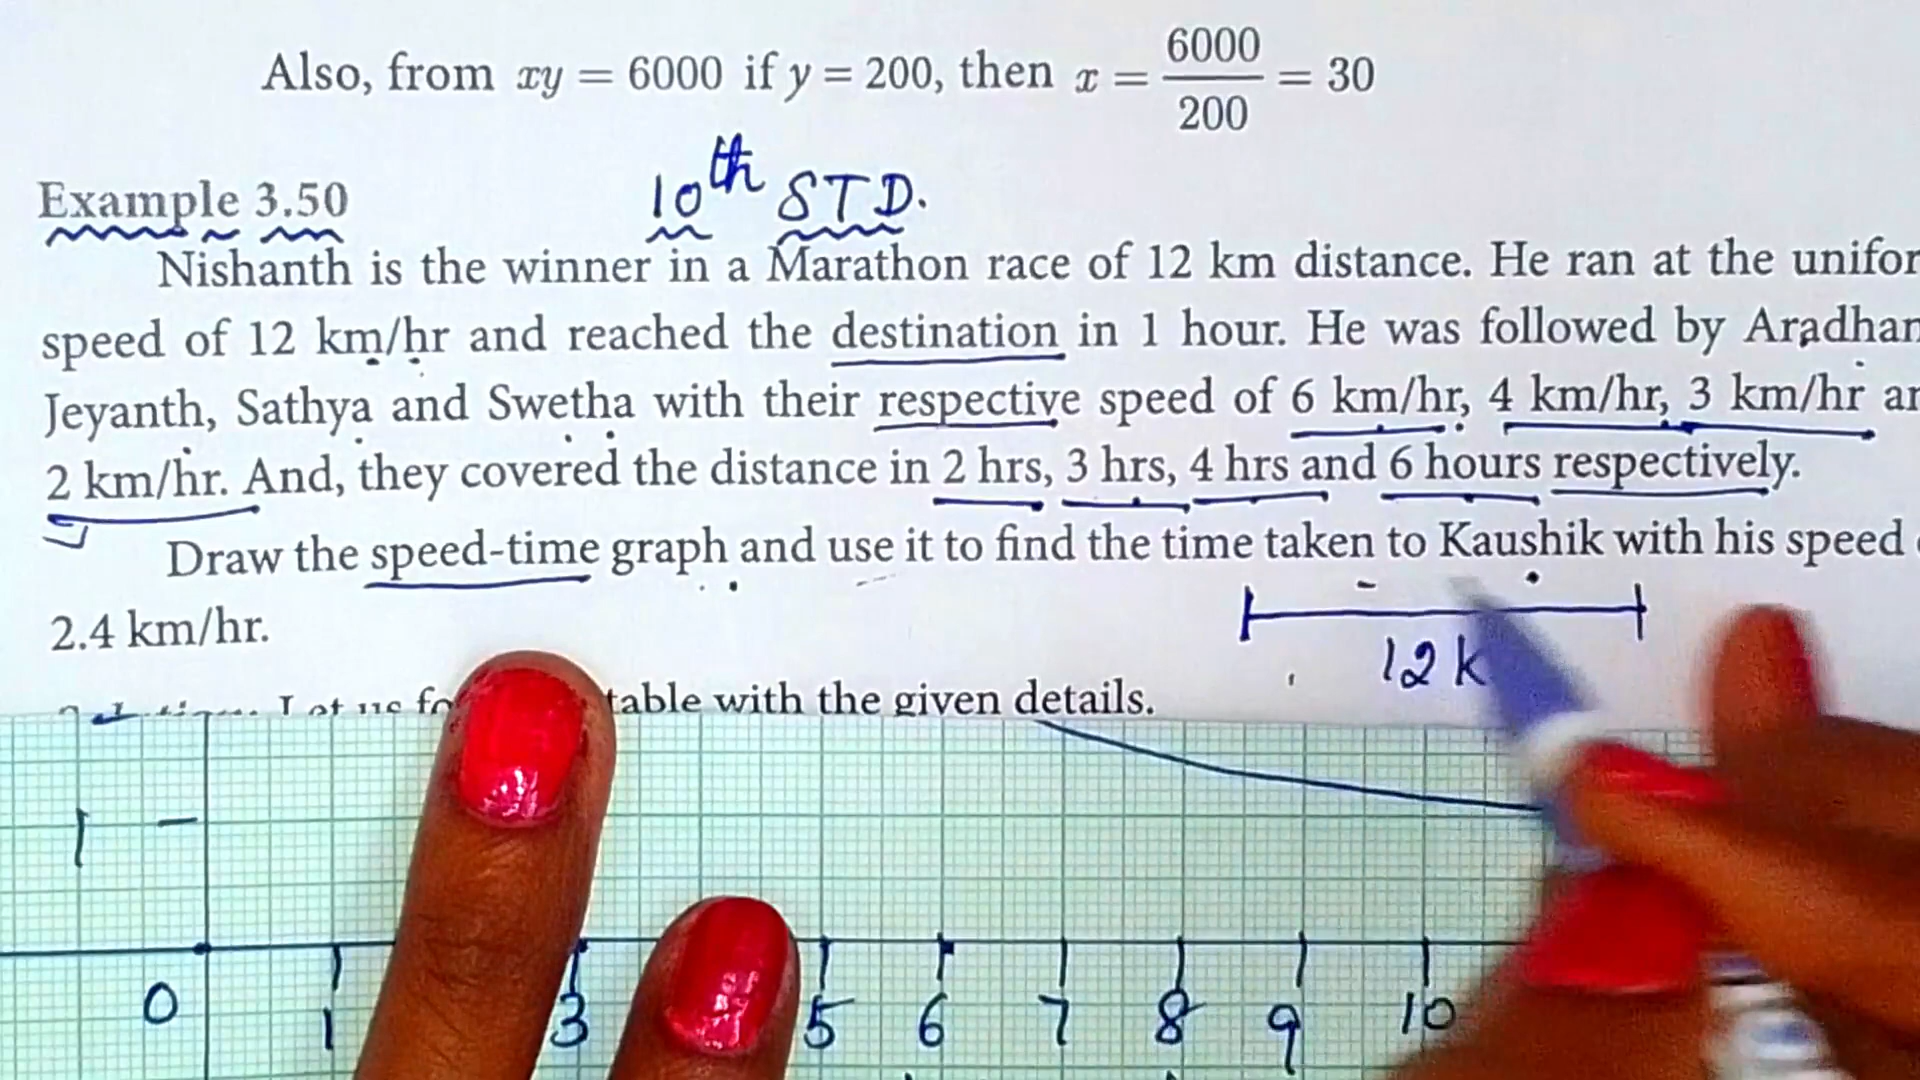 Also, from xy = 6000 if y = 200, then x = 6000/200 = 30
10th STD.
Example 3.50
Nishanth is the winner in a Marathon race of 12 km distance. He ran at the unifor
speed of 12 km/hr and reached the destination in 1 hour. He was followed by Aradhan
Jeyanth, Sathya and Swetha with their respective speed of 6 km/hr, 4 km/hr, 3 km/hr an
2 km/hr. And, they covered the distance in 2 hrs, 3 hrs, 4 hrs and 6 hours respectively.
Draw the speed-time graph and use it to find the time taken to Kaushik with his speed
2.4 km/hr.
12 k
Let us fo table with the given details.
1
0 1 3 5 6 7 8 9 10